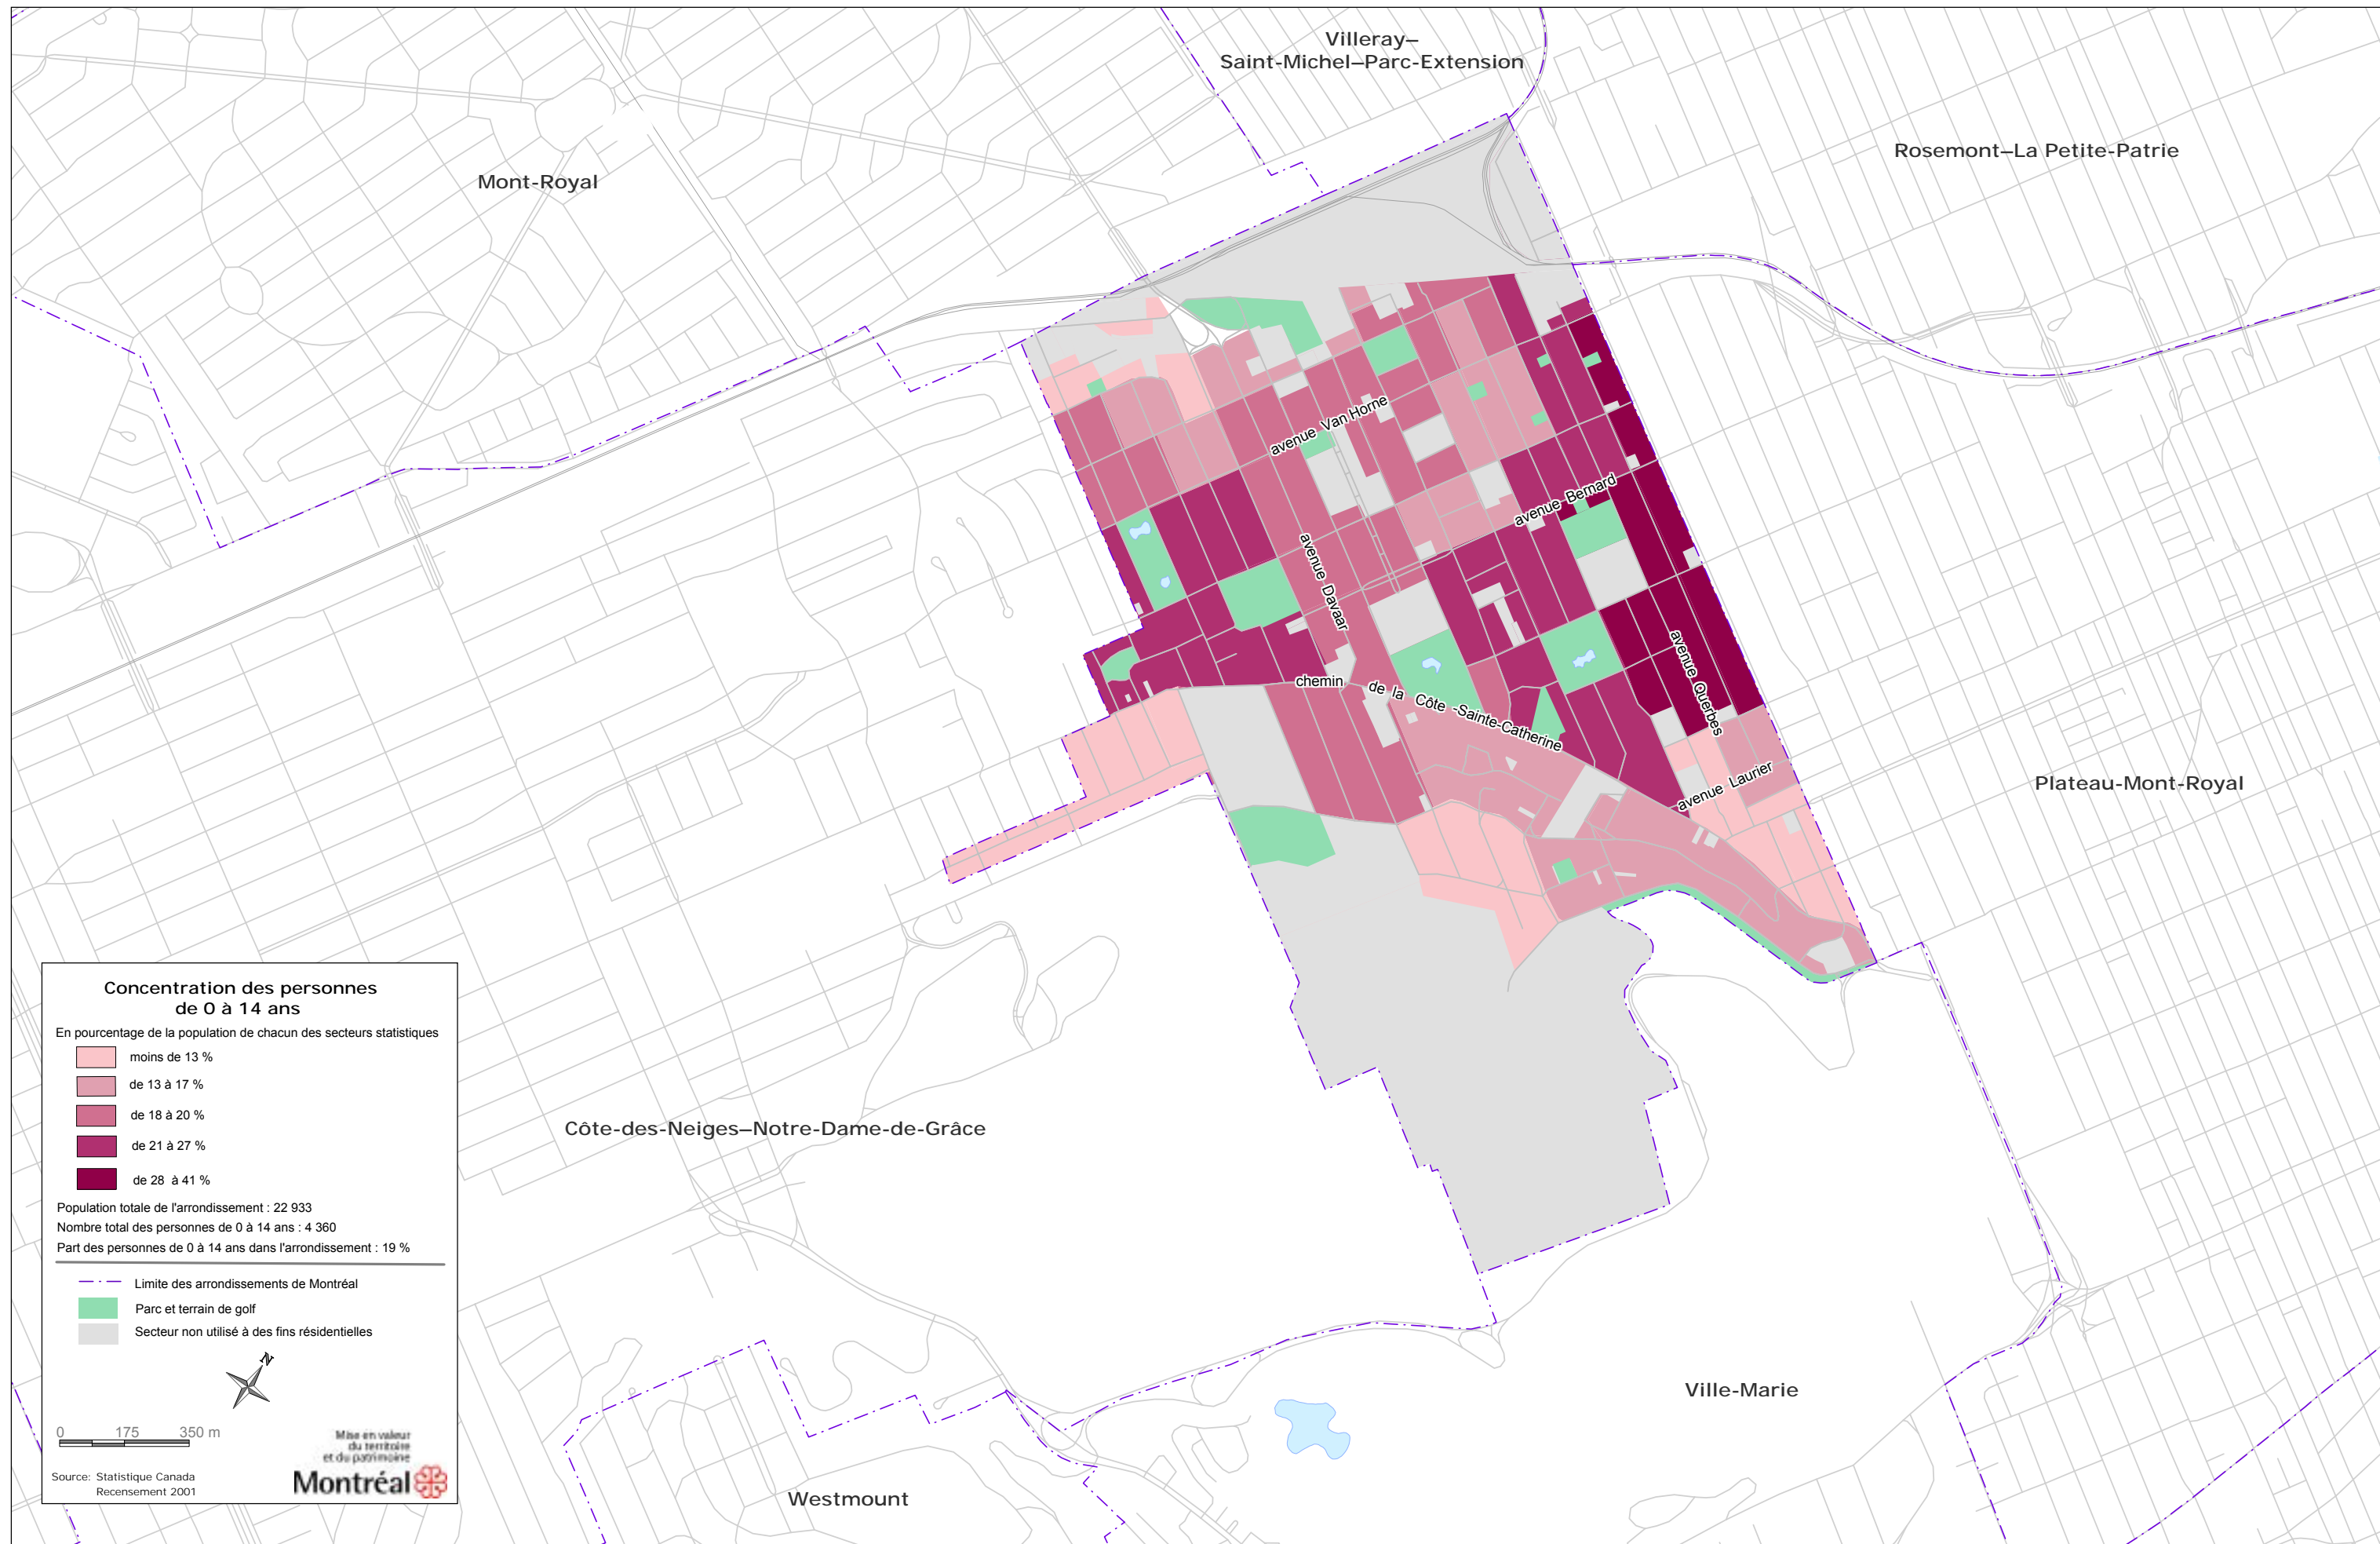 Villeray–
Saint-Michel–Parc-Extension
Mont-Royal
Rosemont–La Petite-Patrie
avenue Van Horne
avenue Bernard
avenue Davaar
avenue Querbes
chemin de la Côte -Sainte-Catherine
avenue Laurier
Plateau-Mont-Royal
Côte-des-Neiges–Notre-Dame-de-Grâce
Ville-Marie
Westmount
Concentration des personnes
de 0 à 14 ans
En pourcentage de la population de chacun des secteurs statistiques
moins de 13 %
de 13 à 17 %
de 18 à 20 %
de 21 à 27 %
de 28 à 41 %
Population totale de l'arrondissement : 22 933
Nombre total des personnes de 0 à 14 ans : 4 360
Part des personnes de 0 à 14 ans dans l'arrondissement : 19 %
Limite des arrondissements de Montréal
Parc et terrain de golf
Secteur non utilisé à des fins résidentielles
N
0 175 350 m
Mise en valeur
du territoire
et du patrimoine
Montréal
Source: Statistique Canada
Recensement 2001